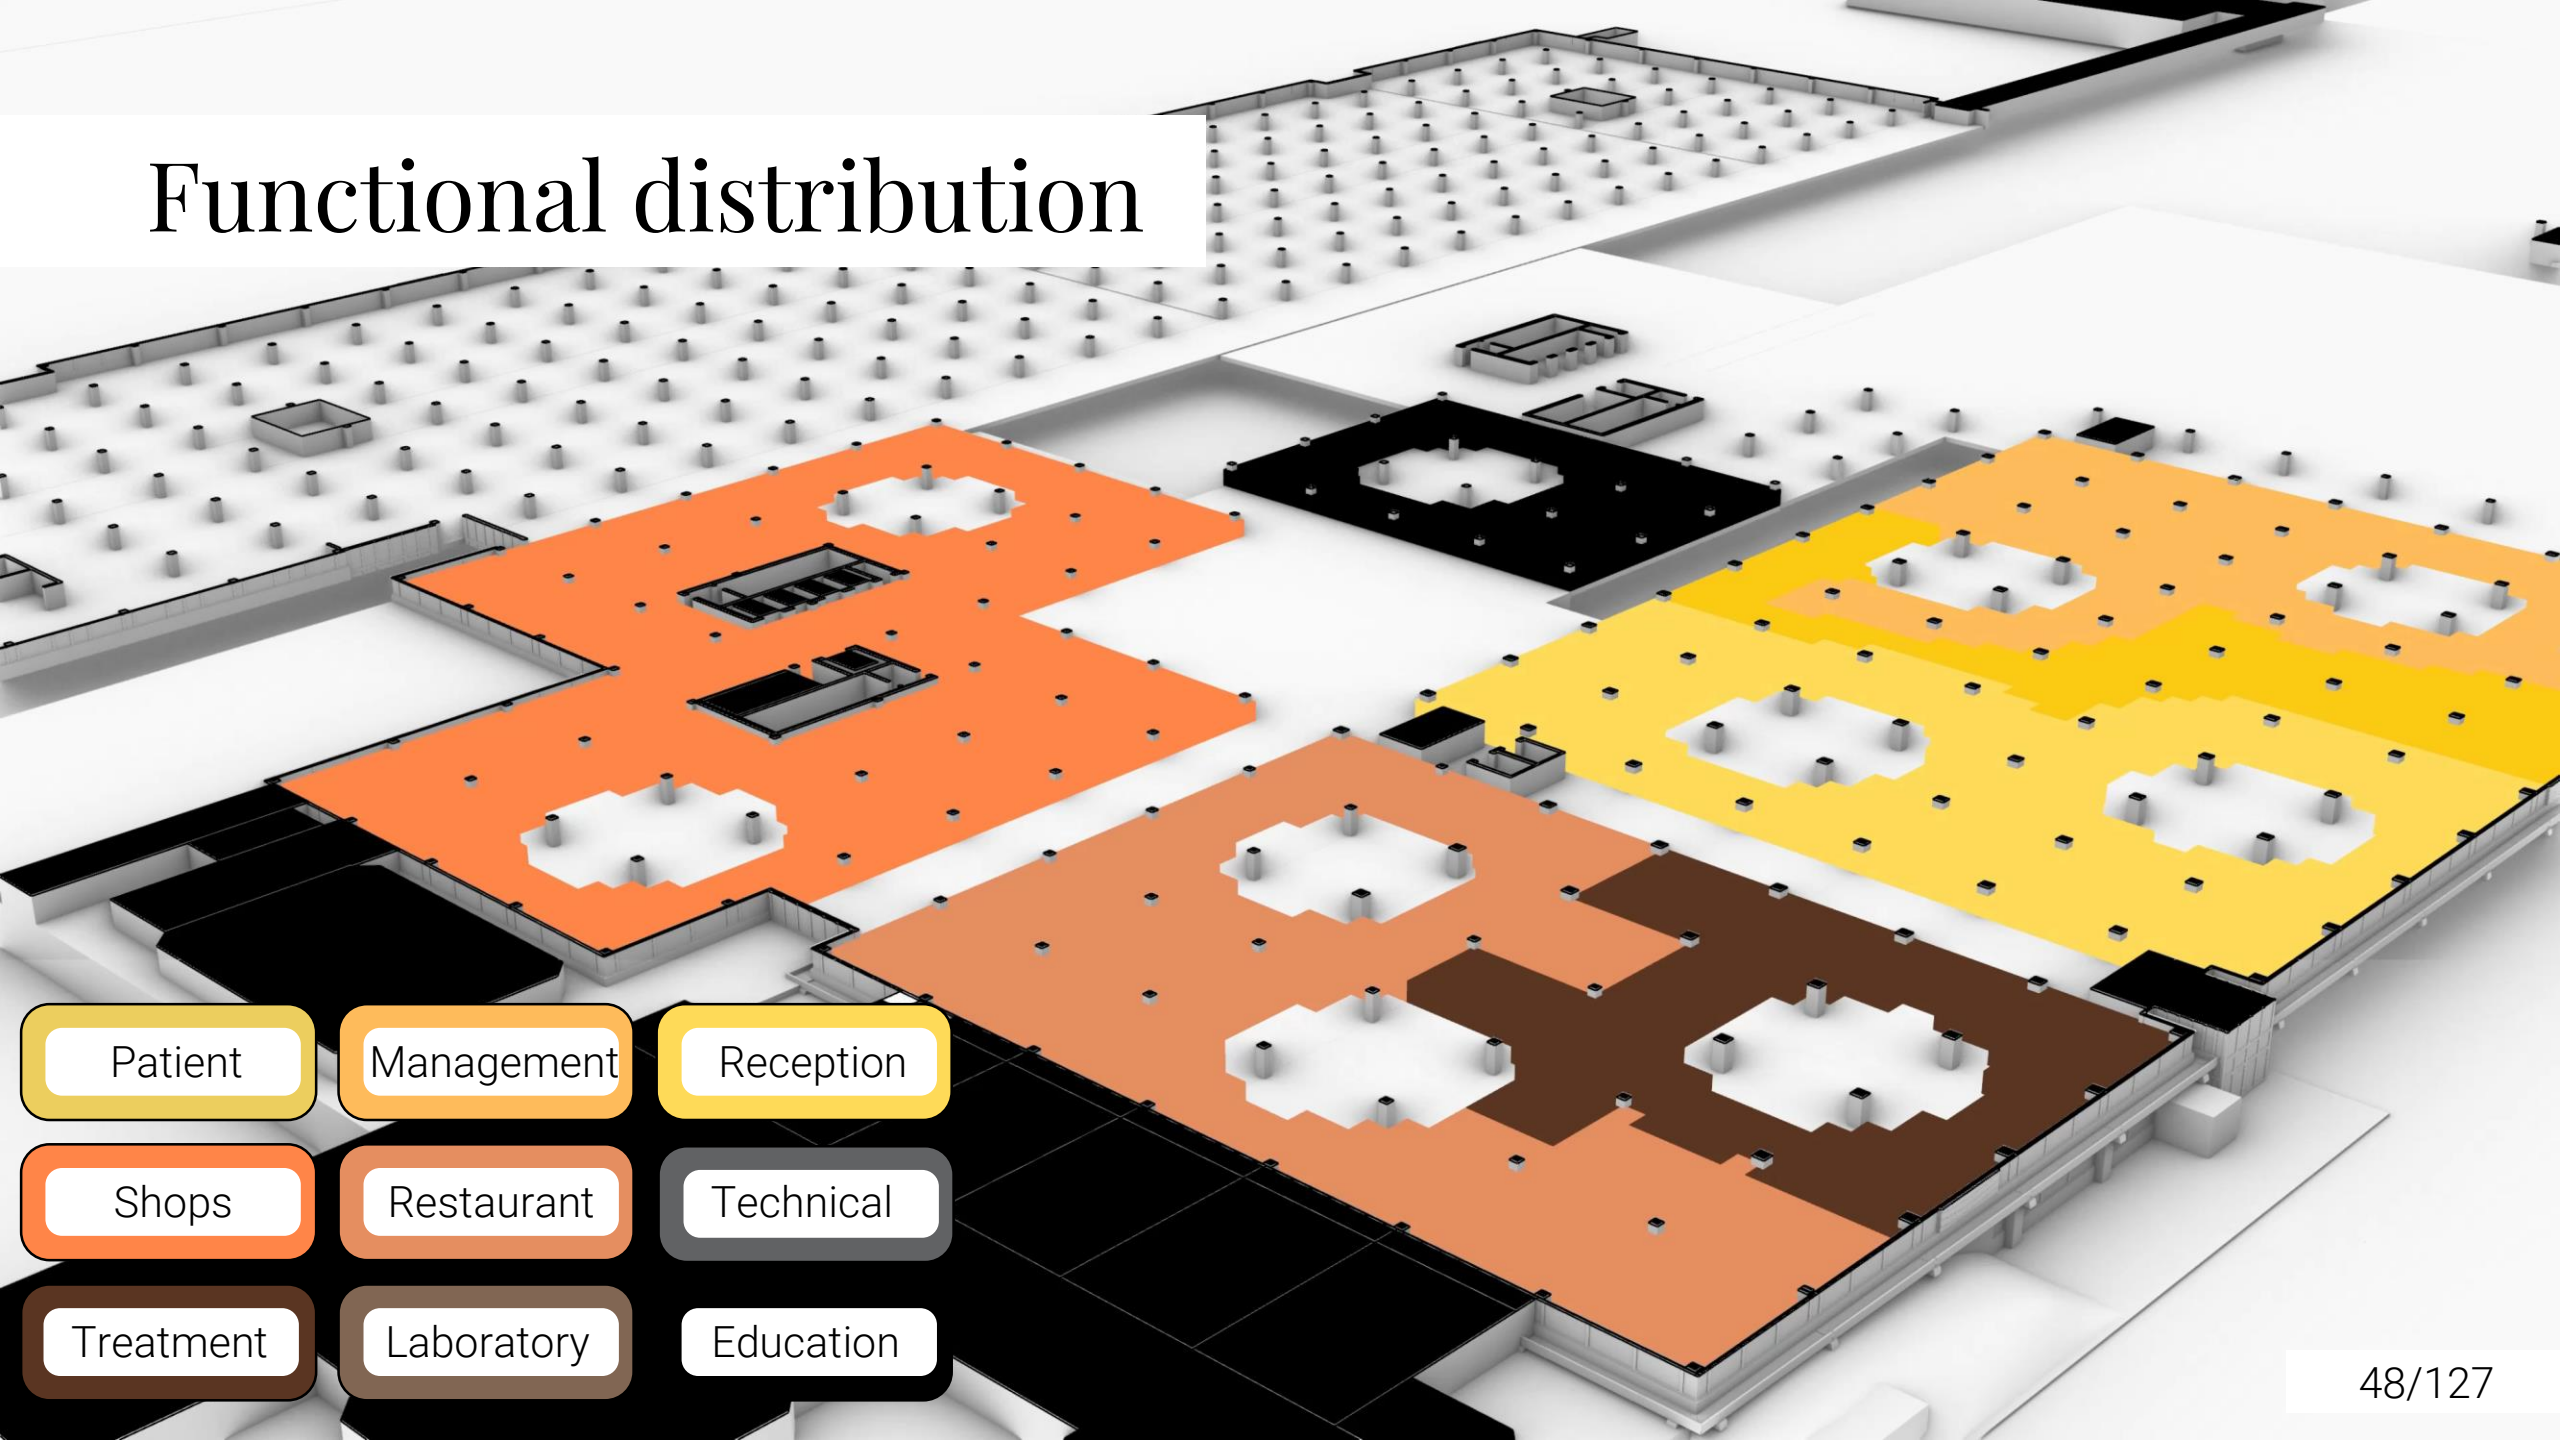 Functional distribution
Patient
Management
Reception
Shops
Restaurant
Technical
Treatment
Laboratory
Education
48/127